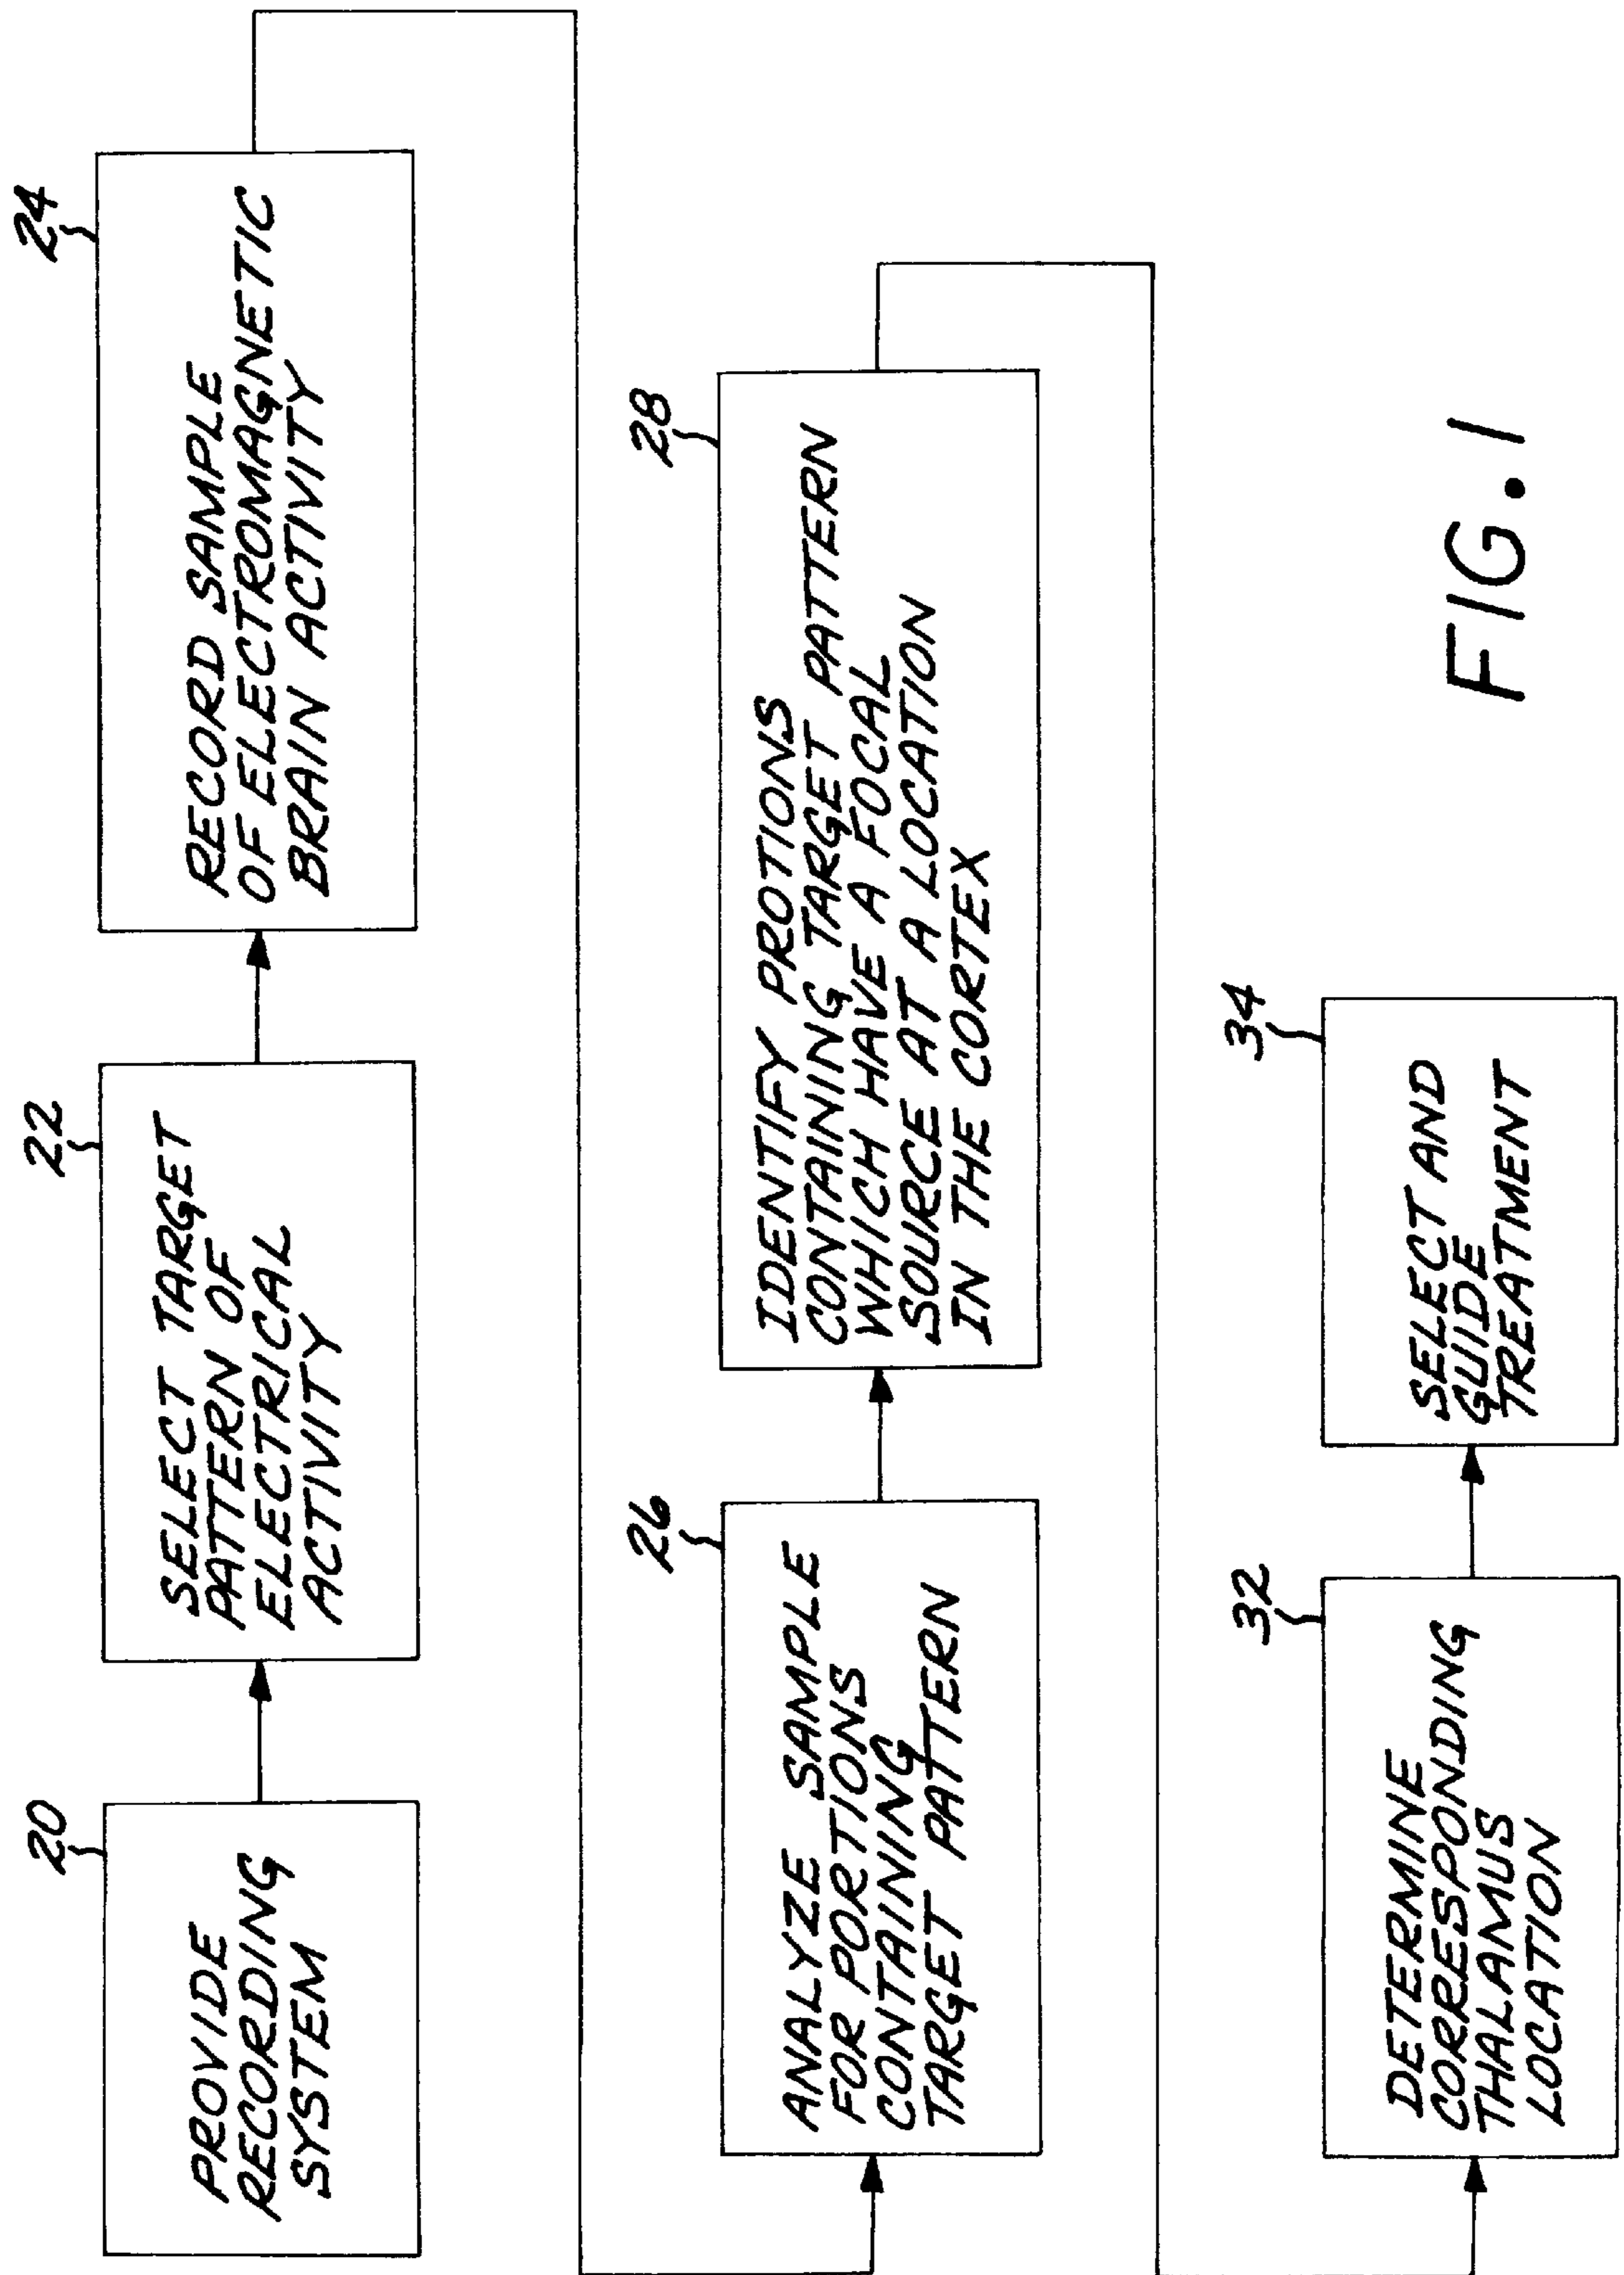 20
PROVIDE
RECORDING
SYSTEM
22
SELECT TARGET
PATTERN OF
ELECTRICAL
ACTIVITY
24
RECORD SAMPLE
OF ELECTROMAGNETIC
BRAIN ACTIVITY
26
ANALYZE SAMPLE
FOR PORTIONS
CONTAINING
TARGET PATTERN
28
IDENTIFY PROTIONS
CONTAINING TARGET PATTERN
WHICH HAVE A FOCAL
SOURCE AT A LOCATION
IN THE CORTEX
32
DETERMINE
CORRESPONDING
THALAMUS
LOCATION
34
SELECT AND
GUIDE
TREATMENT
FIG. 1